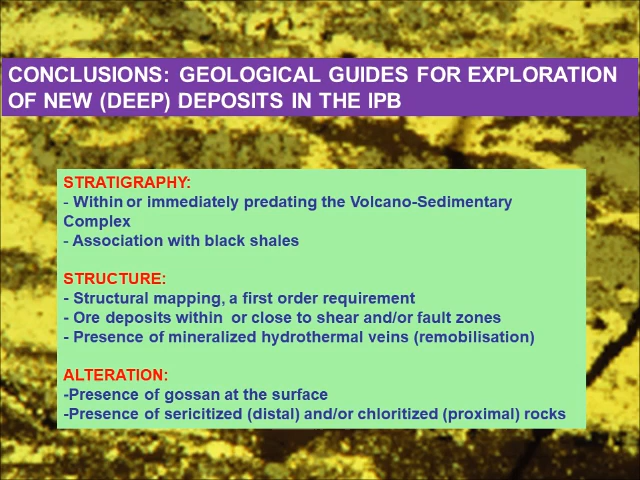 CONCLUSIONS: GEOLOGICAL GUIDES FOR EXPLORATION
OF NEW (DEEP) DEPOSITS IN THE IPB
STRATIGRAPHY:
- Within or immediately predating the Volcano-Sedimentary
Complex
- Association with black shales
STRUCTURE:
- Structural mapping, a first order requirement
- Ore deposits within  or close to shear and/or fault zones
- Presence of mineralized hydrothermal veins (remobilisation)
ALTERATION:
-Presence of gossan at the surface
-Presence of sericitized (distal) and/or chloritized (proximal) rocks